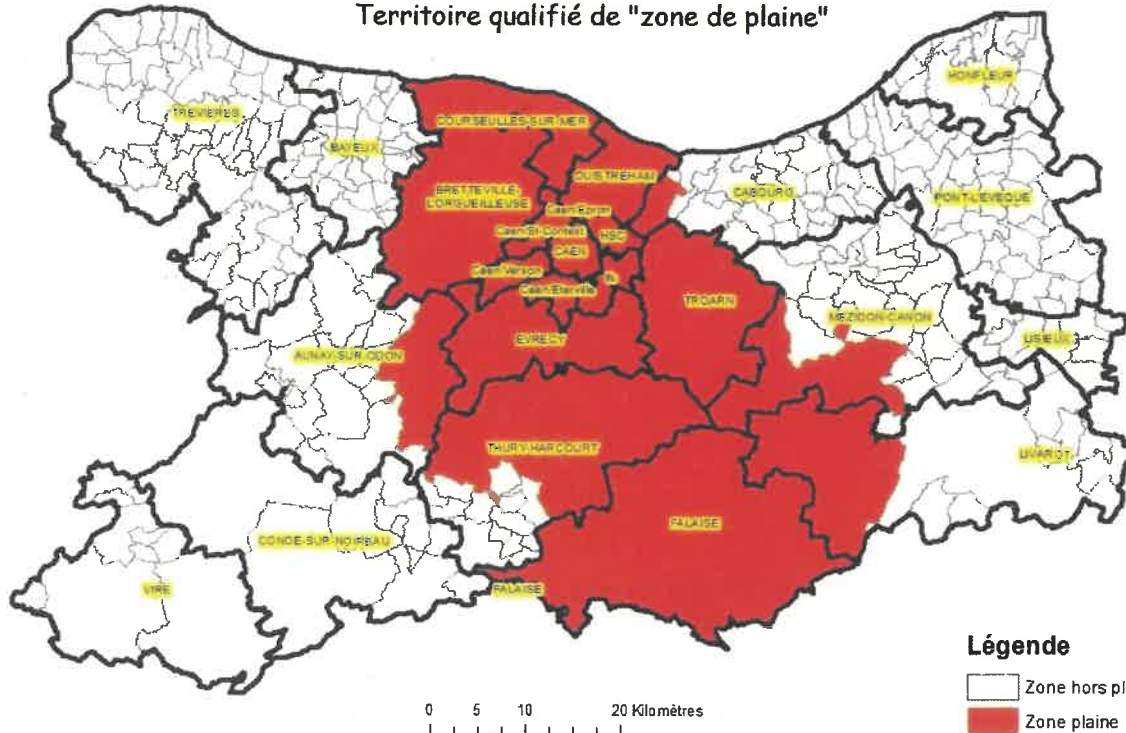 Territoire qualifié de "zone de plaine"
HONFLEUR
TREVIERES
COURSEULLES-SUR-MER
BAYEUX
OUISTREHAM
CABOURG
BRETTEVILLE-
L'ORGUEILLEUSE
PONT-L'EVEQUE
Caen/Epron
Caen/St-Contest
HSC
CAEN
Caen/Verson
Caen/Eterville
TROARN
MEZIDON-CANON
EVRECY
LISIEUX
AUNAY-SUR-ODON
THURY-HARCOURT
LIVAROT
FALAISE
CONDE-SUR-NOIREAU
VIRE
FALAISE
Légende
Zone hors pl
Zone plaine
0 5 10 20 Kilomètres